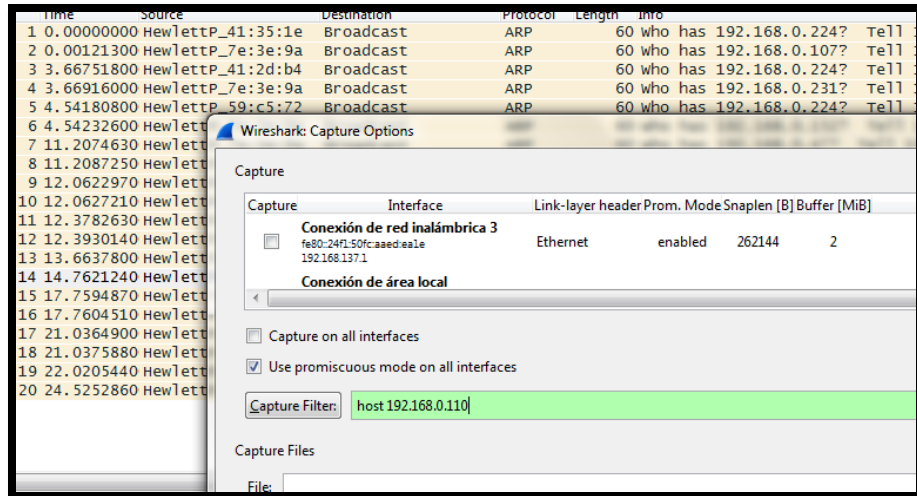 Time Source Destination Protocol Length Info
1 0.00000000 HewlettP_41:35:1e Broadcast ARP 60 Who has 192.168.0.224? Tell
2 0.00121300 HewlettP_7e:3e:9a Broadcast ARP 60 Who has 192.168.0.107? Tell
3 3.66751800 HewlettP_41:2d:b4 Broadcast ARP 60 Who has 192.168.0.224? Tell
4 3.66916000 HewlettP_7e:3e:9a Broadcast ARP 60 Who has 192.168.0.231? Tell
5 4.54180800 HewlettP_59:c5:72 Broadcast ARP 60 Who has 192.168.0.224? Tell
6 4.54232600 Hewlett
7 11.2074630 Hewlett
8 11.2087250 Hewlett
9 12.0622970 Hewlett
10 12.0627210 Hewlett
11 12.3782630 Hewlett
12 12.3930140 Hewlett
13 13.6637800 Hewlett
14 14.7621240 Hewlett
15 17.7594870 Hewlett
16 17.7604510 Hewlett
17 21.0364900 Hewlett
18 21.0375880 Hewlett
19 22.0205440 Hewlett
20 24.5252860 Hewlett
Wireshark: Capture Options
Capture
Capture Interface Link-layer header Prom. Mode Snaplen [B] Buffer [MiB]
Conexión de red inalámbrica 3
fe80::24f1:50fc:aaed:ea1e Ethernet enabled 262144 2
192.168.137.1
Conexión de área local
Capture on all interfaces
Use promiscuous mode on all interfaces
Capture Filter: host 192.168.0.110
Capture Files
File: